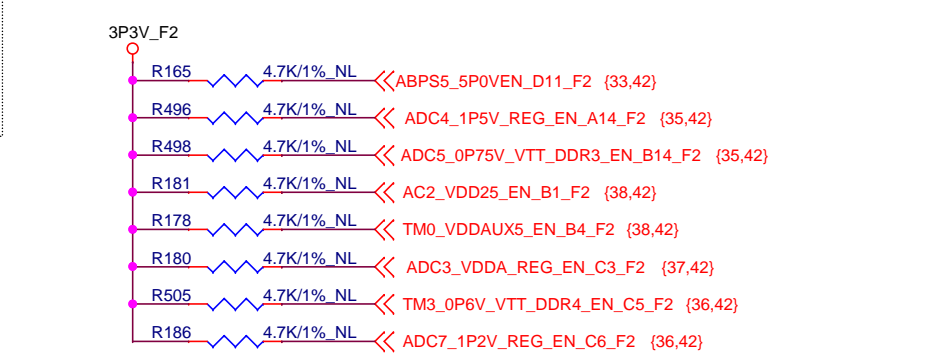 3P3V_F2
R165 4.7K/1%_NL ABPS5_5P0VEN_D11_F2 {33,42}
R496 4.7K/1%_NL ADC4_1P5V_REG_EN_A14_F2 {35,42}
R498 4.7K/1%_NL ADC5_0P75V_VTT_DDR3_EN_B14_F2 {35,42}
R181 4.7K/1%_NL AC2_VDD25_EN_B1_F2 {38,42}
R178 4.7K/1%_NL TM0_VDDAUX5_EN_B4_F2 {38,42}
R180 4.7K/1%_NL ADC3_VDDA_REG_EN_C3_F2 {37,42}
R505 4.7K/1%_NL TM3_0P6V_VTT_DDR4_EN_C5_F2 {36,42}
R186 4.7K/1%_NL ADC7_1P2V_REG_EN_C6_F2 {36,42}